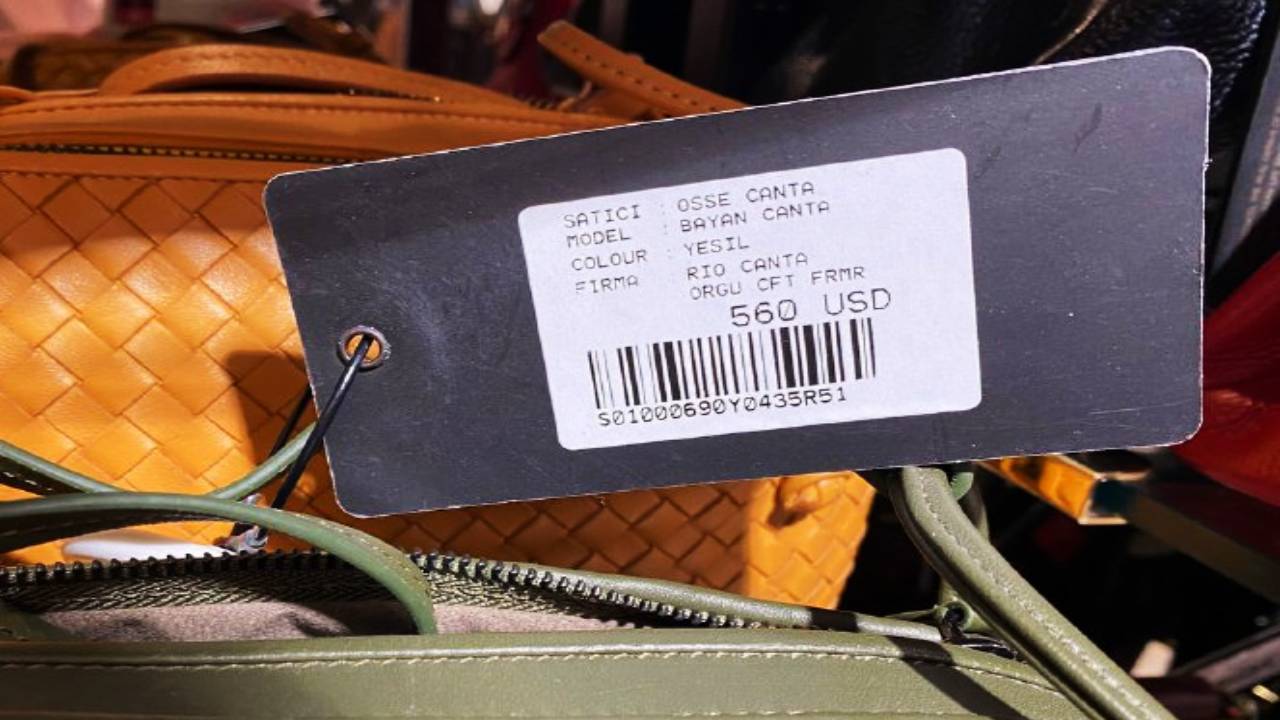 SATICI : OSSE CANTA
MODEL : BAYAN CANTA
COLOUR : YESIL
FIRMA RIO CANTA
ORGU CFT FRMR
560 USD
S01000690Y0435R51